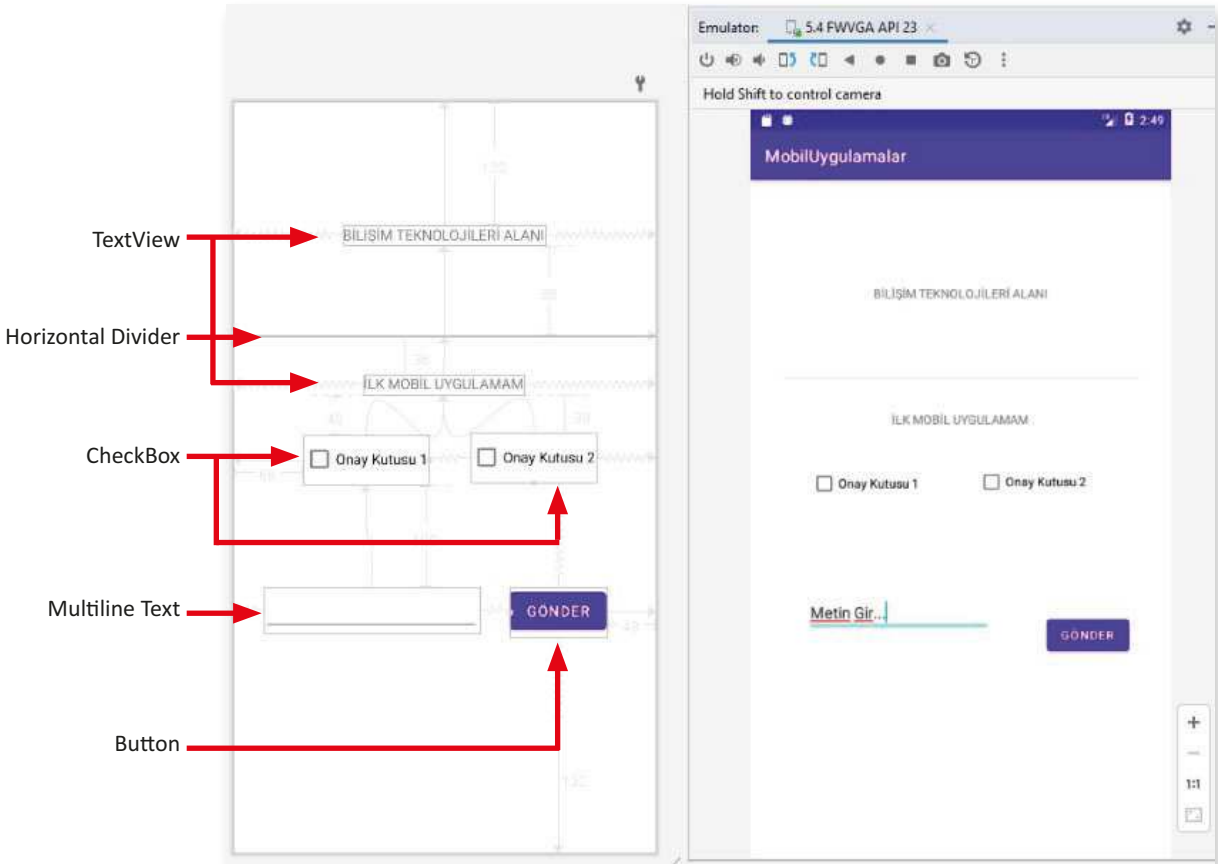 TextView
Horizontal Divider
CheckBox
Multiline Text
Button
BİLİŞİM TEKNOLOJİLERİ ALANI
İLK MOBİL UYGULAMAM
Onay Kutusu 1
Onay Kutusu 2
GÖNDER
Emulator: 5.4 FWVGA API 23
Hold Shift to control camera
2:49
MobilUygulamalar
BİLİŞİM TEKNOLOJİLERİ ALANI
İLK MOBİL UYGULAMAM
Onay Kutusu 1
Onay Kutusu 2
Metin Gir...
GÖNDER
1:1